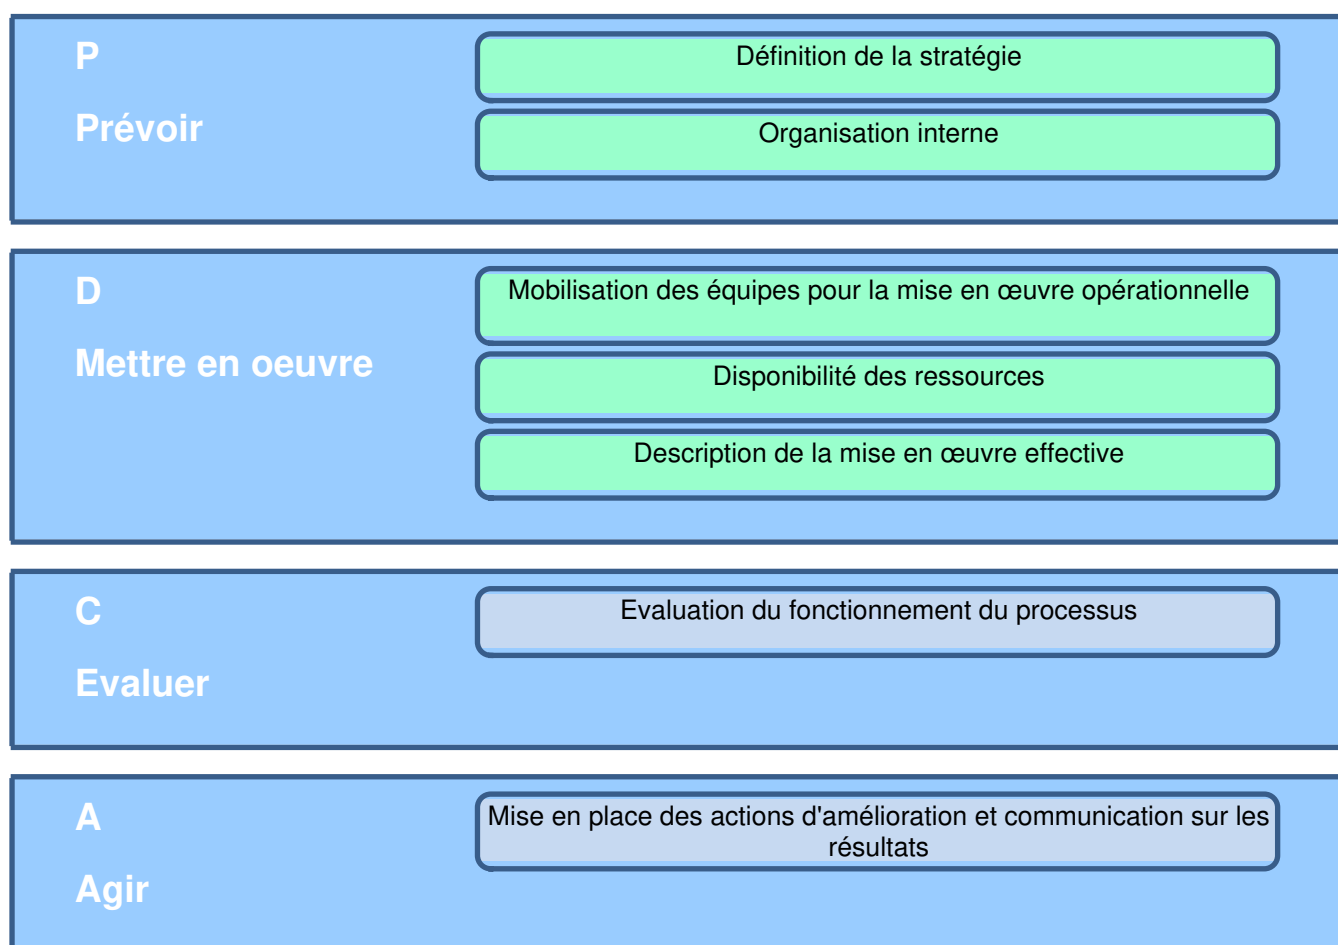 P
Définition de la stratégie
Prévoir
Organisation interne
D
Mobilisation des équipes pour la mise en œuvre opérationnelle
Mettre en oeuvre
Disponibilité des ressources
Description de la mise en œuvre effective
C
Evaluation du fonctionnement du processus
Evaluer
A
Mise en place des actions d'amélioration et communication sur les
résultats
Agir